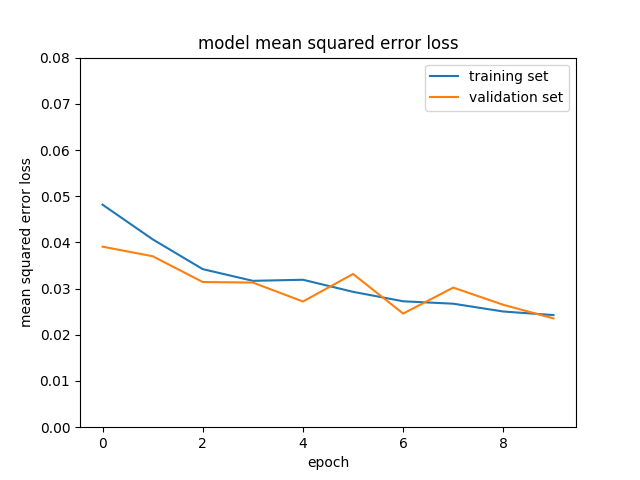 model mean squared error loss
training set
validation set
mean squared error loss
0.08
0.07
0.06
0.05
0.04
0.03
0.02
0.01
0.00
0 2 4 6 8
epoch